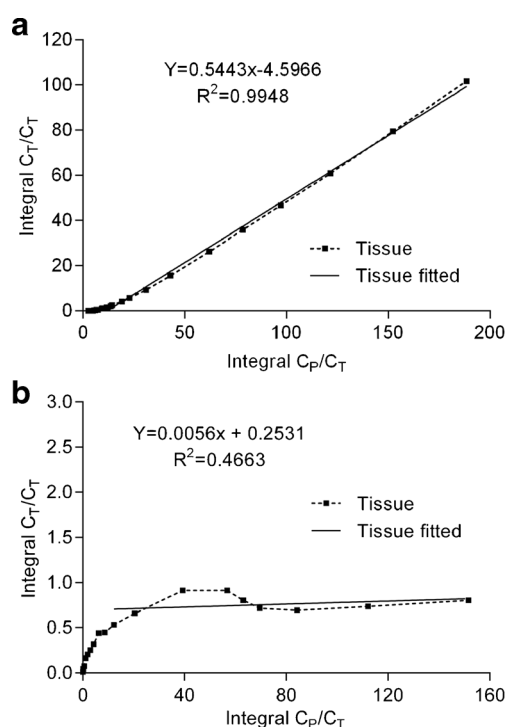 a
120
100
80
60
40
20
0
Integral C_T/C_T
Y=0.5443x-4.5966
R²=0.9948
Tissue
Tissue fitted
0 50 100 150 200
Integral C_P/C_T
b
3.0
2.5
2.0
1.5
1.0
0.5
0.0
Integral C_T/C_T
Y=0.0056x + 0.2531
R²=0.4663
Tissue
Tissue fitted
0 40 80 120 160
Integral C_P/C_T